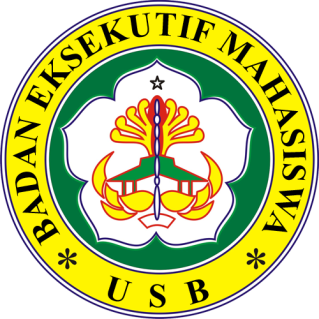 BADAN EKSEKUTIF MAHASISWA
* USB *